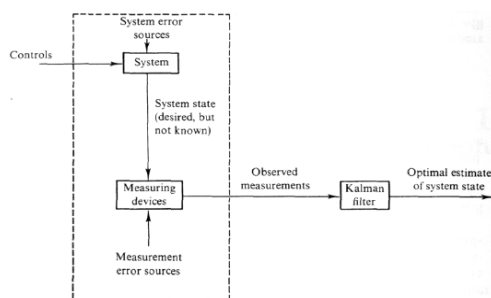 System error
sources
Controls
System
System state
(desired, but
not known)
Measuring
devices
Observed
measurements
Kalman
filter
Optimal estimate
of system state
Measurement
error sources